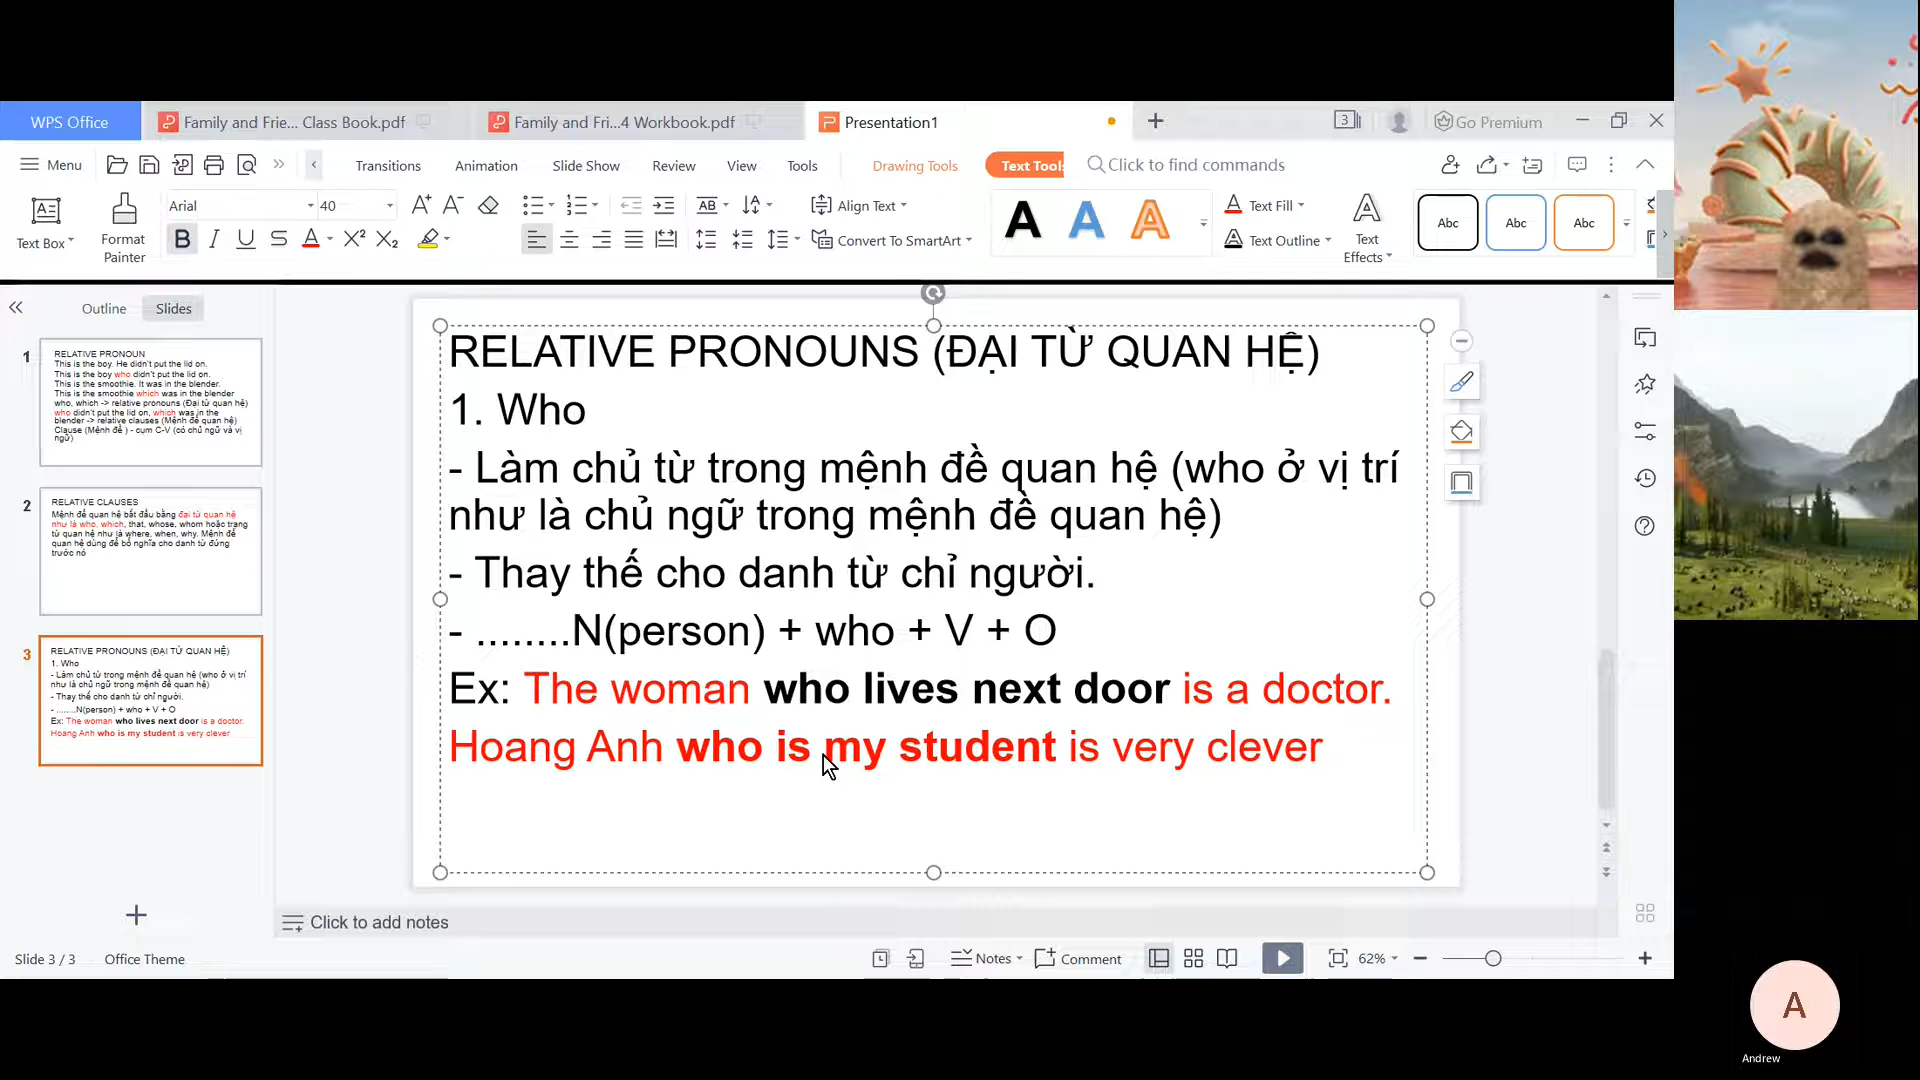 WPS Office
Family and Frie... Class Book.pdf
Family and Fri...4 Workbook.pdf
Presentation1
3
Go Premium
Menu
Transitions
Animation
Slide Show
Review
View
Tools
Drawing Tools
Text Tool
Click to find commands
Text Box
Format
Painter
Arial
40
Align Text
Convert To SmartArt
Text Fill
Text Outline
Text
Effects
Abc
Abc
Abc
Outline
Slides
1
RELATIVE PRONOUN
This is the boy. He didn't put the lid on.
This is the boy who didn't put the lid on.
This is the smoothie. It was in the blender.
This is the smoothie which was in the blender
who, which -> relative pronouns (Đại từ quan hệ)
who didn't put the lid on, which was in the
blender -> relative clauses (Mệnh đề quan hệ)
Clause (Mệnh đề ) - cụm C-V (có chủ ngữ và vị
ngữ)
2
RELATIVE CLAUSES
Mệnh đề quan hệ bắt đầu bằng đại từ quan hệ
như là who, which, that, whose, whom hoặc trạng
từ quan hệ như là where, when, why. Mệnh đề
quan hệ dùng để bổ nghĩa cho danh từ đứng
trước nó
3
RELATIVE PRONOUNS (ĐẠI TỪ QUAN HỆ)
1. Who
- Làm chủ từ trong mệnh đề quan hệ (who ở vị trí
như là chủ ngữ trong mệnh đề quan hệ)
- Thay thế cho danh từ chỉ người.
- ........N(person) + who + V + O
Ex: The woman who lives next door is a doctor.
Hoang Anh who is my student is very clever
RELATIVE PRONOUNS (ĐẠI TỪ QUAN HỆ)
1. Who
- Làm chủ từ trong mệnh đề quan hệ (who ở vị trí
như là chủ ngữ trong mệnh đề quan hệ)
- Thay thế cho danh từ chỉ người.
- ........N(person) + who + V + O
Ex: The woman who lives next door is a doctor.
Hoang Anh who is my student is very clever
Click to add notes
Slide 3 / 3
Office Theme
Notes
Comment
62%
A
Andrew